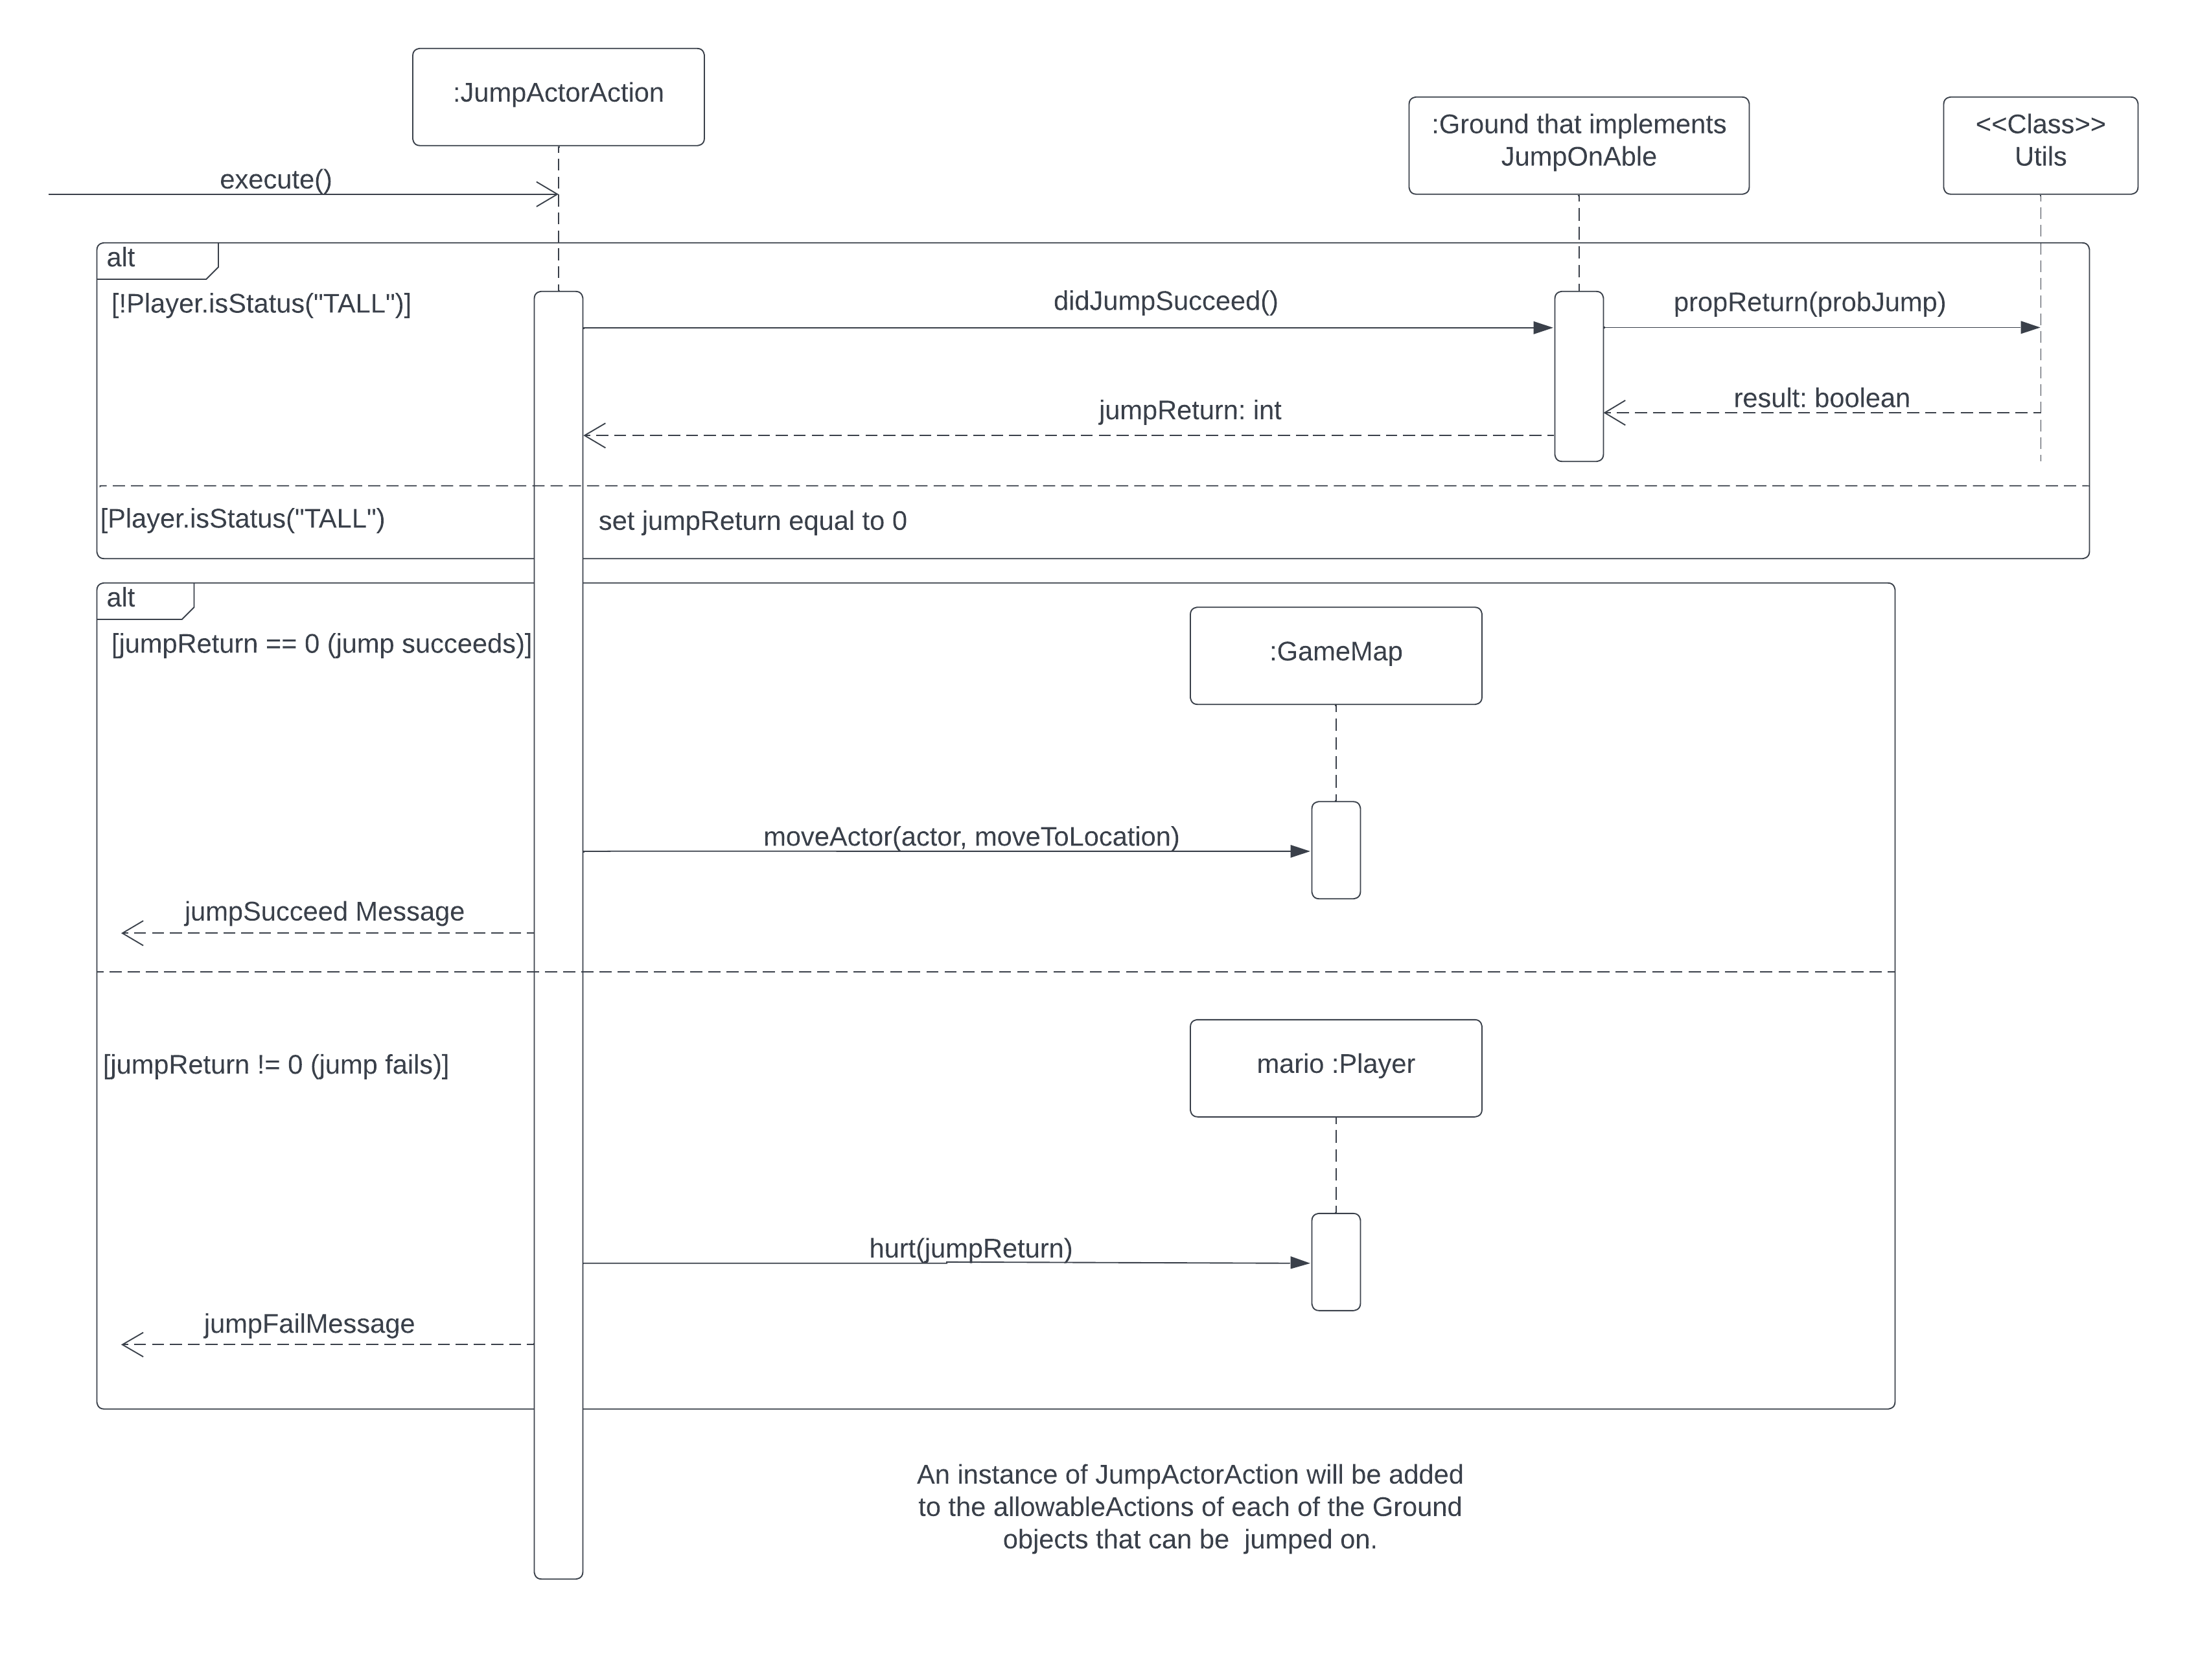 :JumpActorAction
:Ground that implements
JumpOnAble
<<Class>>
Utils
execute()
alt
[!Player.isStatus("TALL")]
didJumpSucceed()
propReturn(probJump)
result: boolean
jumpReturn: int
[Player.isStatus("TALL")
set jumpReturn equal to 0
alt
[jumpReturn == 0 (jump succeeds)]
:GameMap
moveActor(actor, moveToLocation)
jumpSucceed Message
[jumpReturn != 0 (jump fails)]
mario :Player
hurt(jumpReturn)
jumpFailMessage
An instance of JumpActorAction will be added
to the allowableActions of each of the Ground
objects that can be  jumped on.